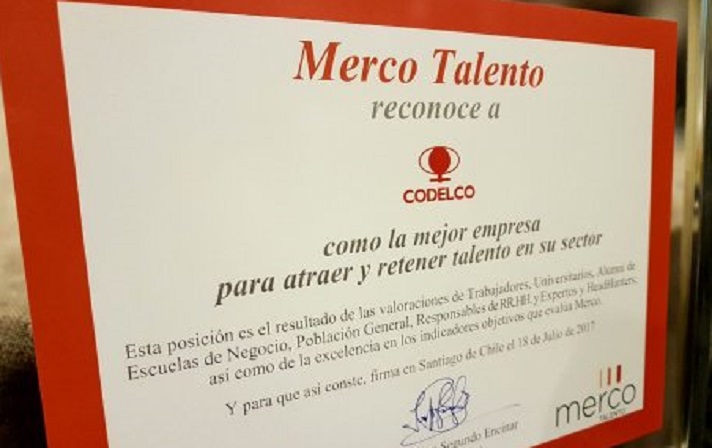 Merco Talento
reconoce a
CODELCO
como la mejor empresa
para atraer y retener talento en su sector
Esta posición es el resultado de las valoraciones de Trabajadores, Universitarios, Alumni de
Escuelas de Negocio, Población General, Responsables de RR.HH. y Expertos y Headhunters,
así como de la excelencia en los indicadores objetivos que evalúa Merco.
Y para que así conste, firma en Santiago de Chile el 18 de Julio de 2017
Segundo Encinar
merco
TALENTO